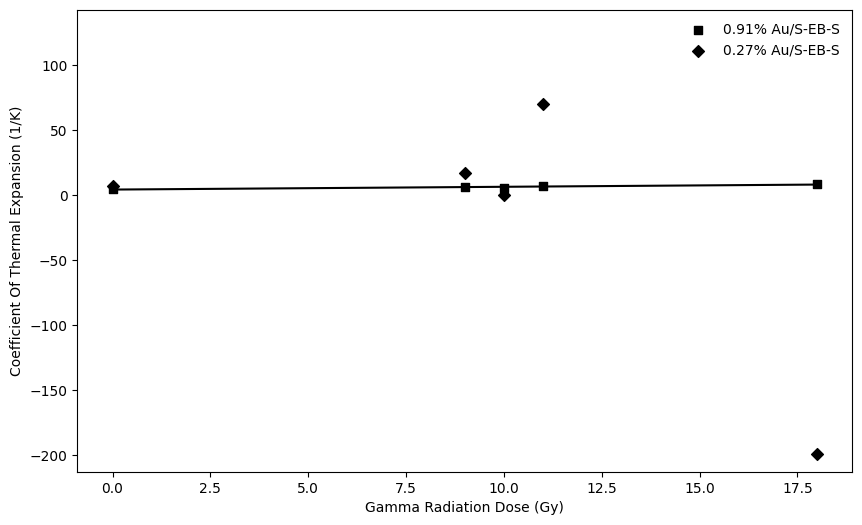 0.91% Au/S-EB-S
0.27% Au/S-EB-S
100
50
0
−50
−100
−150
−200
Coefficient Of Thermal Expansion (1/K)
0.0 2.5 5.0 7.5 10.0 12.5 15.0 17.5
Gamma Radiation Dose (Gy)